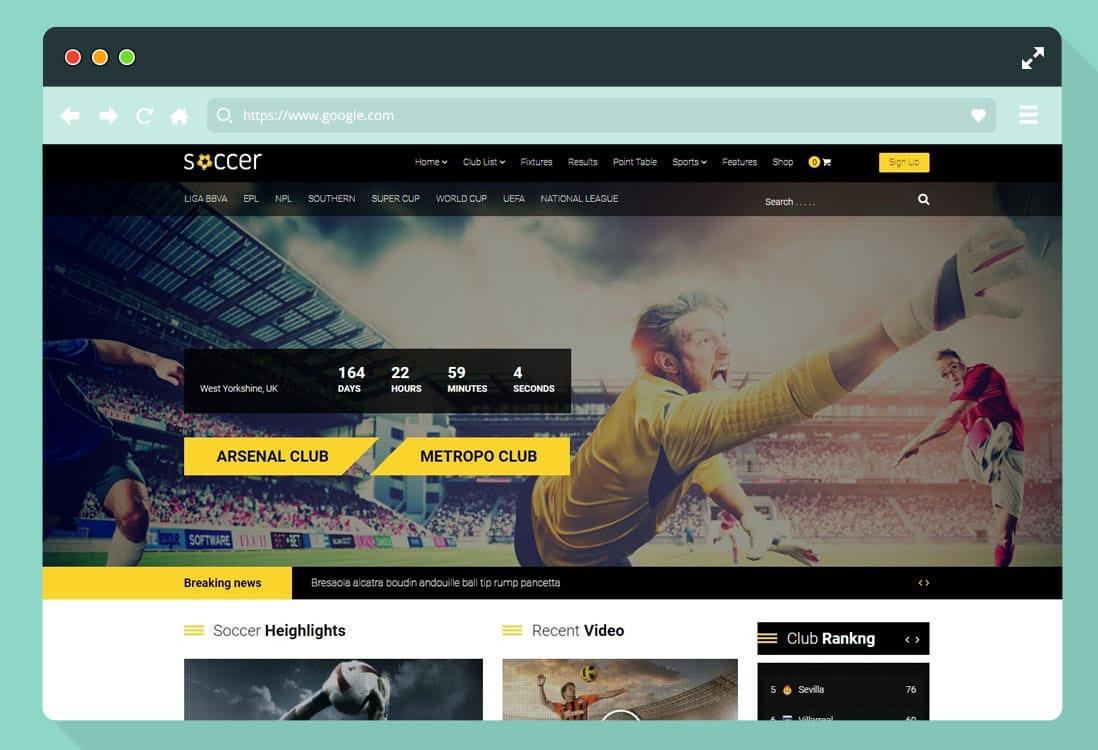 https://www.google.com
soccer
Home Club List Fixtures Results Point Table Sports Features Shop 0 Sign Up
LIGA BBVA EPL NPL SOUTHERN SUPER CUP WORLD CUP UEFA NATIONAL LEAGUE Search . . . . .
164 22 59 4
West Yorkshire, UK DAYS HOURS MINUTES SECONDS
ARSENAL CLUB METROPO CLUB
SOFTWARE TECH
Breaking news Bresaola alcatra boudin andouille ball tip rump pancetta
Soccer Heighlights Recent Video Club Rankng
5 Sevilla 76
6 Villarreal 60